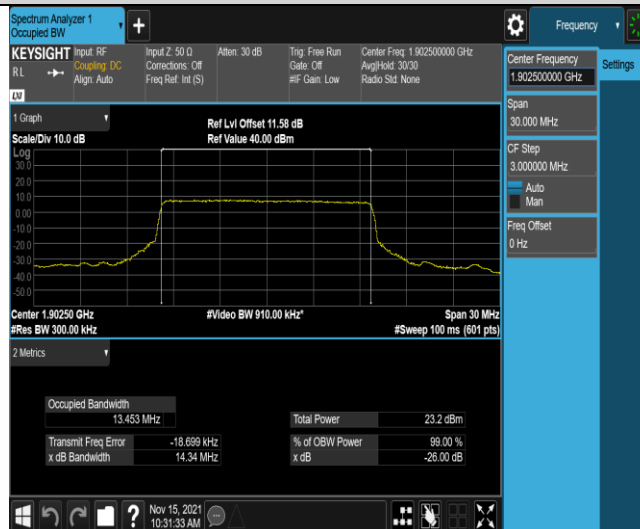 Spectrum Analyzer 1
Occupied BW
+
Frequency
KEYSIGHT
RL
LXI
Input: RF
Coupling: DC
Align: Auto
Input Z: 50 Ω
Corrections: Off
Freq Ref: Int (S)
Atten: 30 dB
Trig: Free Run
Gate: Off
#IF Gain: Low
Center Freq: 1.902500000 GHz
Avg|Hold: 30/30
Radio Std: None
Center Frequency
1.902500000 GHz
Settings
Span
30.000 MHz
CF Step
3.000000 MHz
Auto
Man
Freq Offset
0 Hz
1 Graph
Scale/Div 10.0 dB
Ref Lvl Offset 11.58 dB
Ref Value 40.00 dBm
Log
30.0
20.0
10.0
0.00
-10.0
-20.0
-30.0
-40.0
-50.0
Center 1.90250 GHz
#Res BW 300.00 kHz
#Video BW 910.00 kHz*
Span 30 MHz
#Sweep 100 ms (601 pts)
2 Metrics
Occupied Bandwidth
13.453 MHz
Total Power 23.2 dBm
Transmit Freq Error -18.699 kHz
% of OBW Power 99.00 %
x dB Bandwidth 14.34 MHz
x dB -26.00 dB
?
Nov 15, 2021
10:31:33 AM